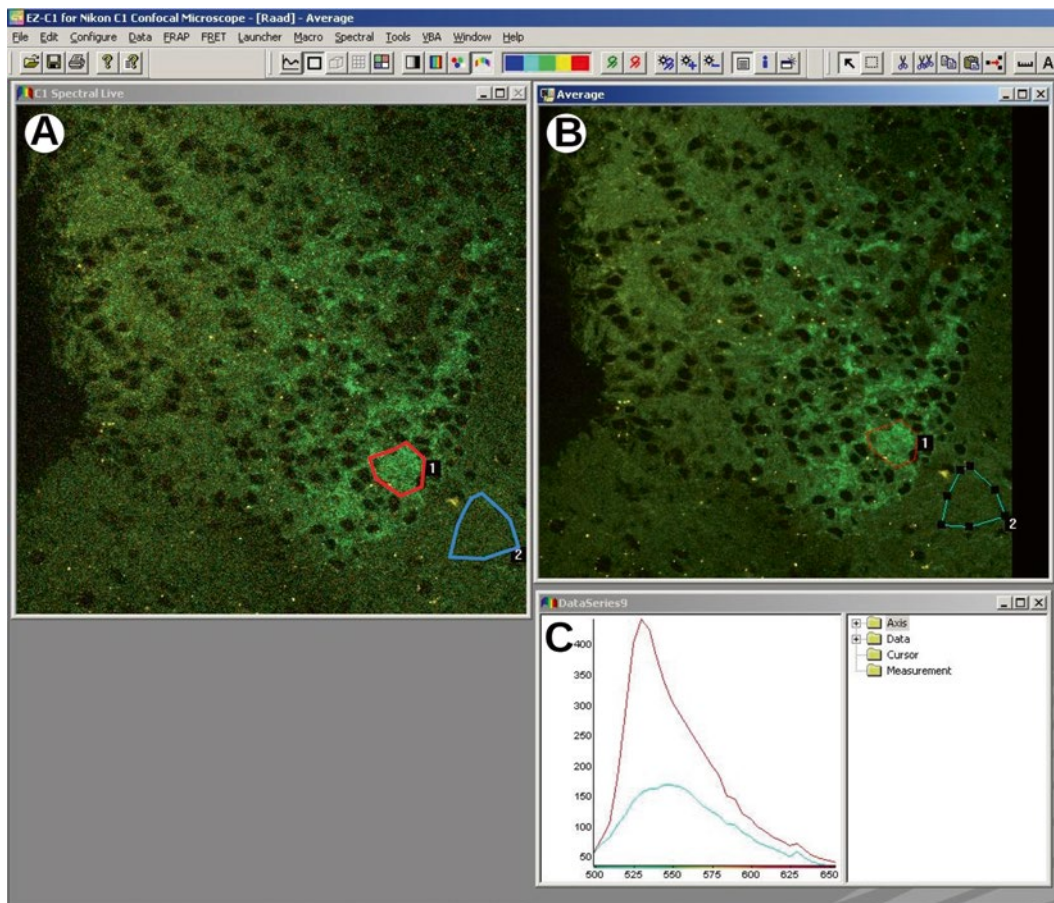 EZ-C1 for Nikon C1 Confocal Microscope - [Raad] - Average
File Edit Configure Data FRAP FRET Launcher Macro Spectral Tools VBA Window Help
C1 Spectral Live
A
1
2
Average
B
1
2
DataSeries9
C
400
350
300
250
200
150
100
50
500 525 550 575 600 625 650
Axis
Data
Cursor
Measurement